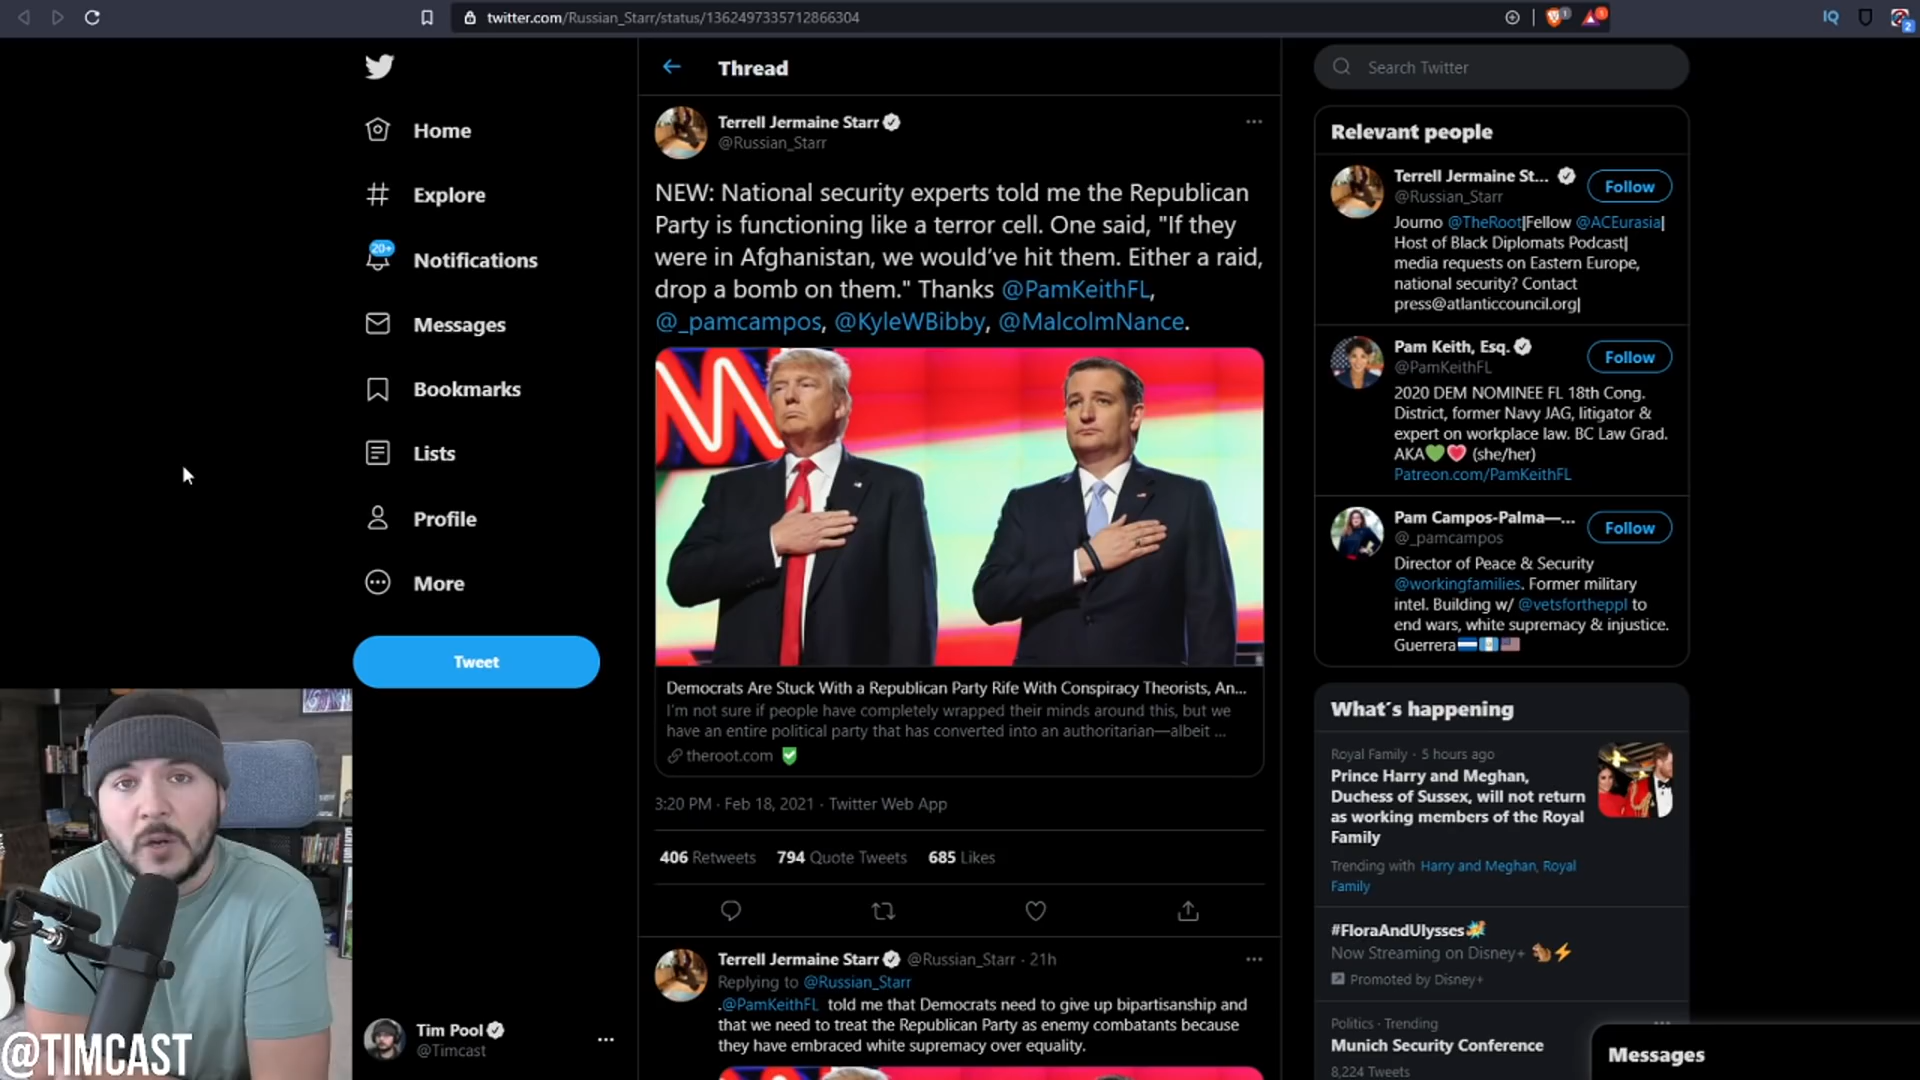 twitter.com/Russian_Starr/status/1362497335712866304
IQ
2
Thread
Search Twitter
Home
Explore
20+
Notifications
Messages
Bookmarks
Lists
Profile
More
Tweet
Tim Pool
@Timcast
@TIMCAST
Terrell Jermaine Starr
@Russian_Starr
NEW: National security experts told me the Republican
Party is functioning like a terror cell. One said, "If they
were in Afghanistan, we would've hit them. Either a raid,
drop a bomb on them." Thanks @PamKeithFL,
@_pamcampos, @KyleWBibby, @MalcolmNance.
Democrats Are Stuck With a Republican Party Rife With Conspiracy Theorists, An...
I'm not sure if people have completely wrapped their minds around this, but we
have an entire political party that has converted into an authoritarian—albeit ...
theroot.com
3:20 PM · Feb 18, 2021 · Twitter Web App
406 Retweets 794 Quote Tweets 685 Likes
Terrell Jermaine Starr @Russian_Starr · 21h
Replying to @Russian_Starr
.@PamKeithFL told me that Democrats need to give up bipartisanship and
that we need to treat the Republican Party as enemy combatants because
they have embraced white supremacy over equality.
Relevant people
Terrell Jermaine St...
@Russian_Starr
Follow
Journo @TheRoot|Fellow @ACEurasia|
Host of Black Diplomats Podcast|
media requests on Eastern Europe,
national security? Contact
press@atlanticcouncil.org|
Pam Keith, Esq.
@PamKeithFL
Follow
2020 DEM NOMINEE FL 18th Cong.
District, former Navy JAG, litigator &
expert on workplace law. BC Law Grad.
AKA💚💗 (she/her)
Patreon.com/PamKeithFL
Pam Campos-Palma—...
@_pamcampos
Follow
Director of Peace & Security
@workingfamilies. Former military
intel. Building w/ @vetsfortheppl to
end wars, white supremacy & injustice.
Guerrera
What's happening
Royal Family · 5 hours ago
Prince Harry and Meghan,
Duchess of Sussex, will not return
as working members of the Royal
Family
Trending with Harry and Meghan, Royal
Family
#FloraAndUlysses
Now Streaming on Disney+ 🐿⚡
Promoted by Disney+
Politics · Trending
Munich Security Conference
8,224 Tweets
Messages